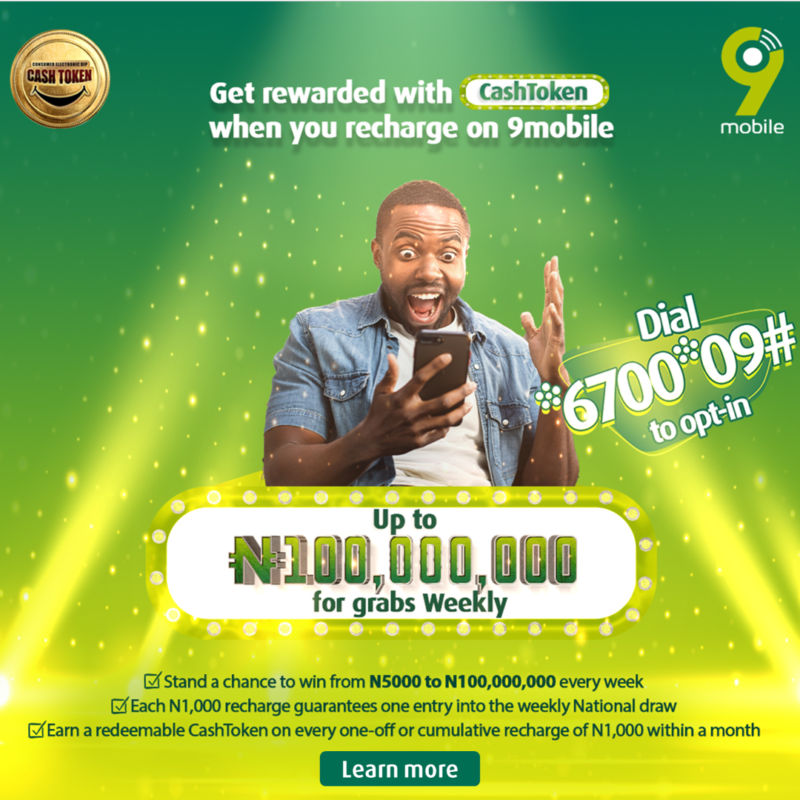 CONSUMER ELECTRONIC DIP
CASH TOKEN
9
mobile
Get rewarded with CashToken
when you recharge on 9mobile
Dial
*6700*09#
to opt-in
Up to
₦100,000,000
for grabs Weekly
Stand a chance to win from N5000 to N100,000,000 every week
Each N1,000 recharge guarantees one entry into the weekly National draw
Earn a redeemable CashToken on every one-off or cumulative recharge of N1,000 within a month
Learn more